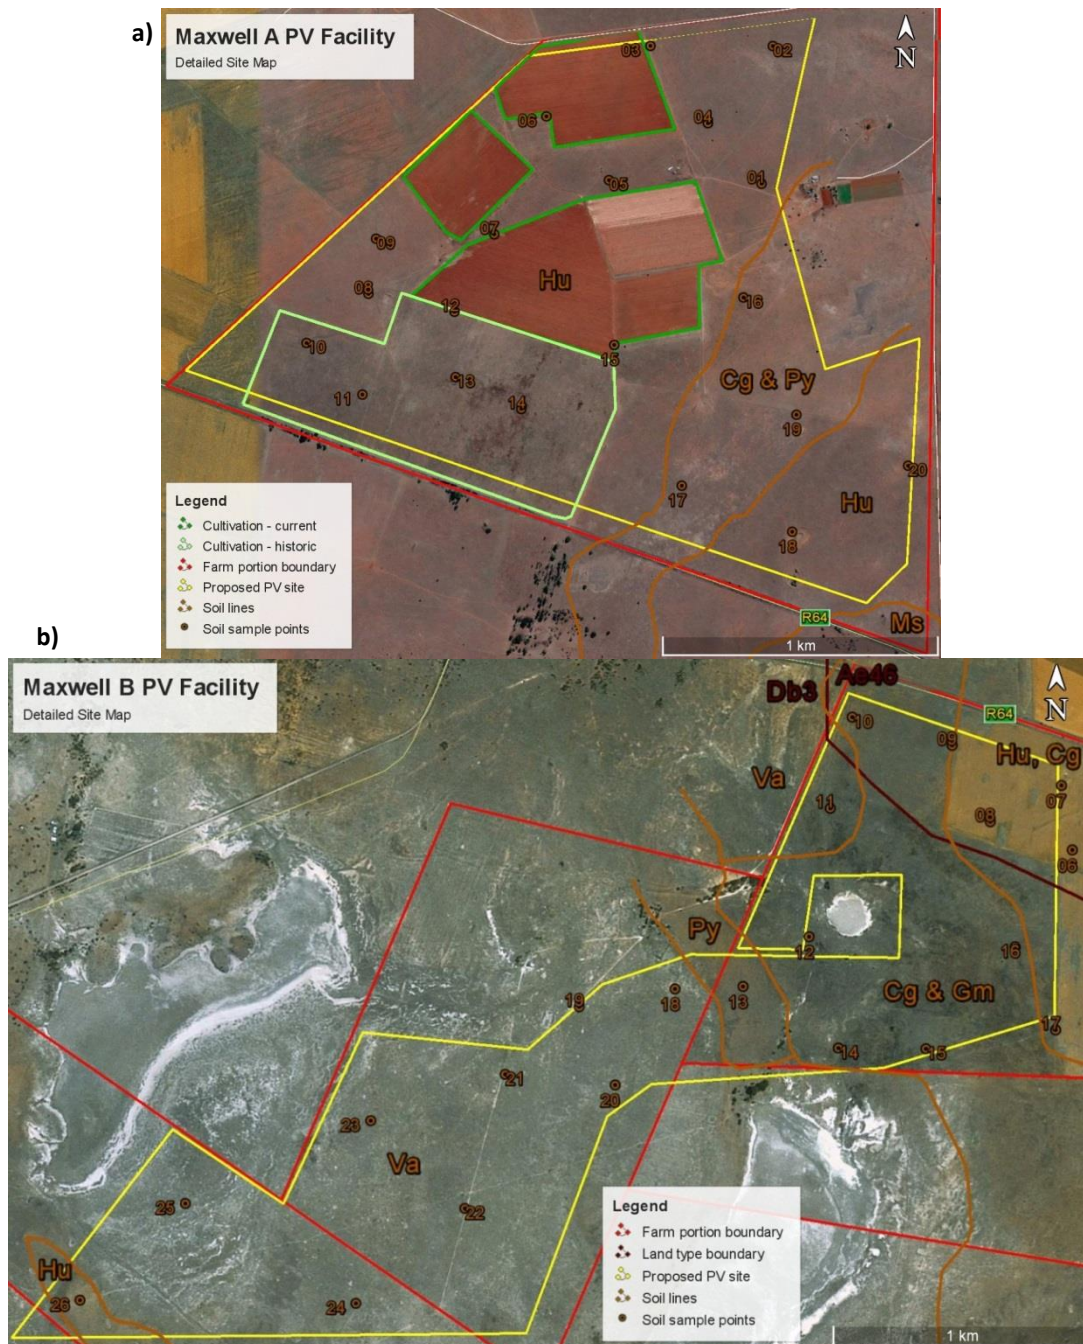 a)
Maxwell A PV Facility
Detailed Site Map
N
03
02
06
04
05
01
07
09
08
12
Hu
16
10
15
13
Cg & Py
11
14
19
20
17
Hu
18
Legend
Cultivation - current
Cultivation - historic
Farm portion boundary
Proposed PV site
Soil lines
Soil sample points
R64
Ms
1 km
b)
Maxwell B PV Facility
Detailed Site Map
Db3
Ae46
N
10
R64
09
Hu, Cg
Va
11
07
08
06
Py
12
16
Cg & Gm
19
18
13
17
14
15
21
20
23
Va
25
22
Legend
Farm portion boundary
Land type boundary
Proposed PV site
Soil lines
Soil sample points
Hu
26
24
1 km